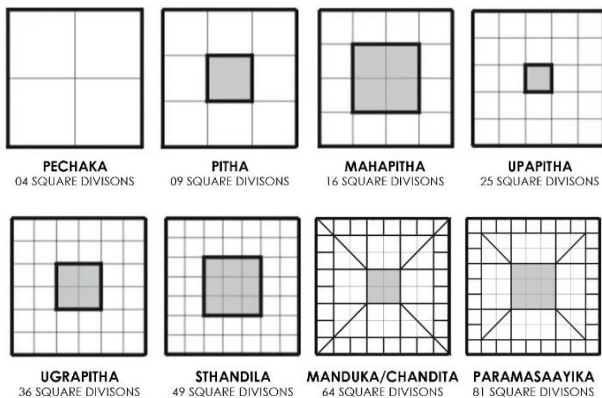 PECHAKA
04 SQUARE DIVISONS
PITHA
09 SQUARE DIVISONS
MAHAPITHA
16 SQUARE DIVISONS
UPAPITHA
25 SQUARE DIVISONS
UGRAPITHA
36 SQUARE DIVISONS
STHANDILA
49 SQUARE DIVISONS
MANDUKA/CHANDITA
64 SQUARE DIVISONS
PARAMASAAYIKA
81 SQUARE DIVISONS